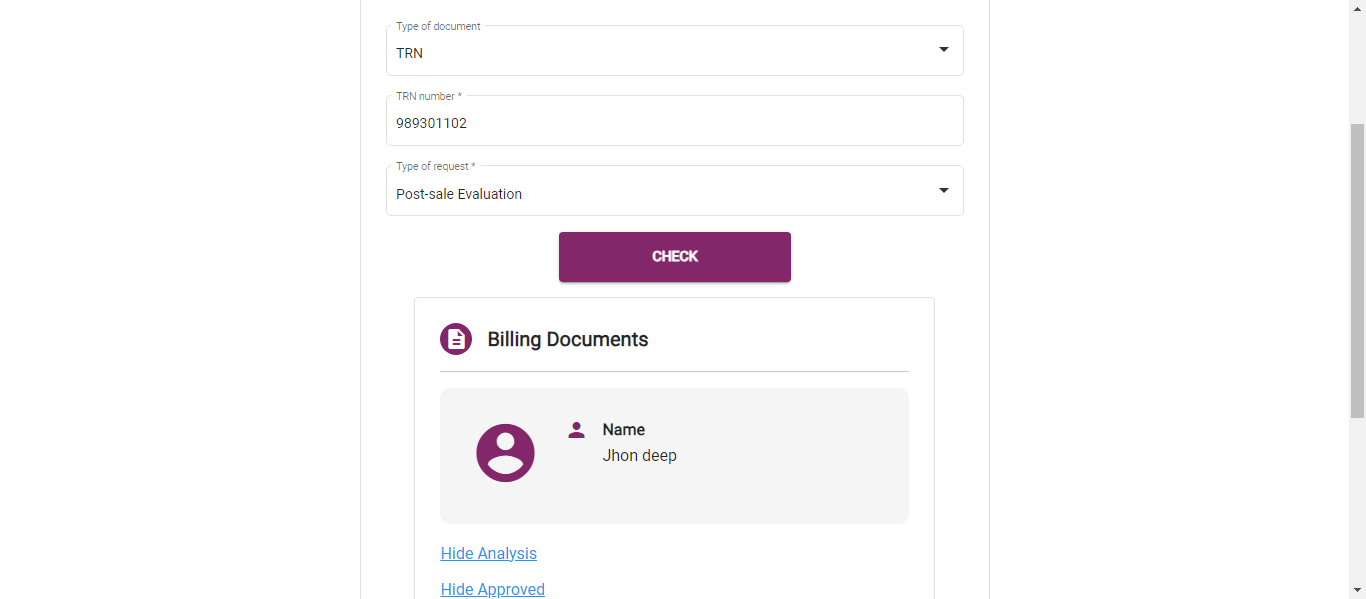 Type of document
TRN
TRN number *
989301102
Type of request *
Post-sale Evaluation
CHECK
Billing Documents
Name
Jhon deep
Hide Analysis
Hide Approved